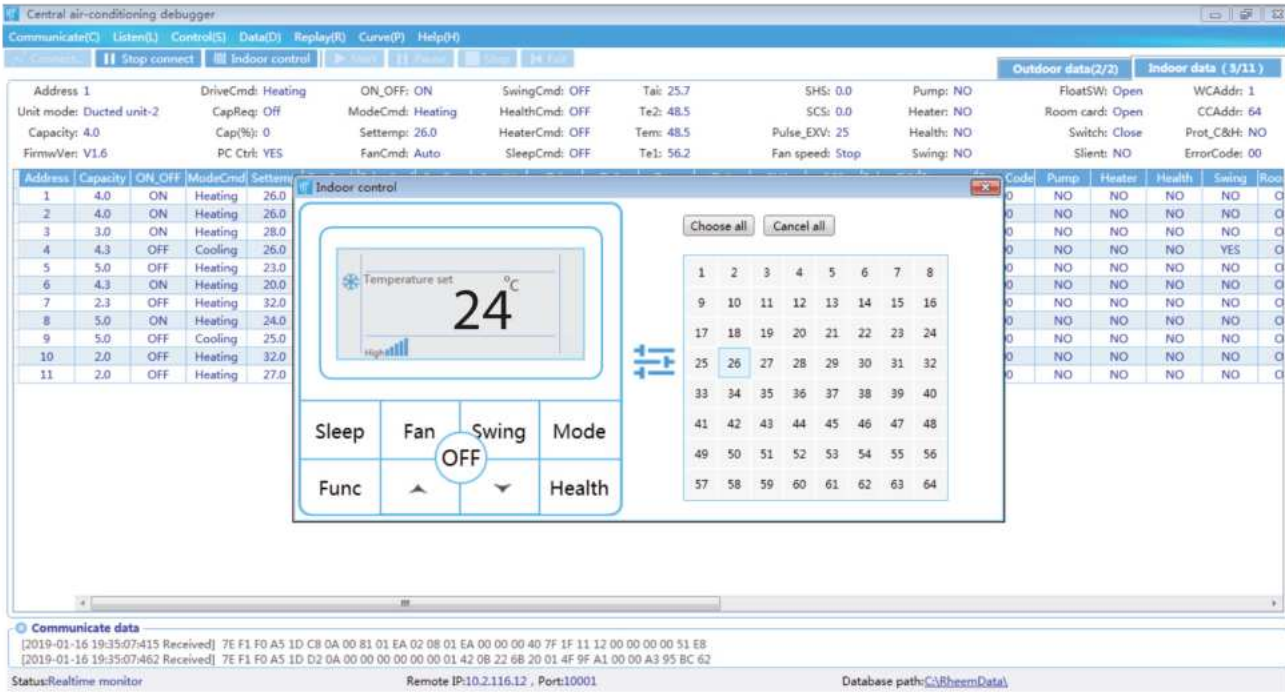 Central air-conditioning debugger
Communicate(C) Listen(L) Control(S) Data(D) Replay(R) Curve(P) Help(H)
Connect... Stop connect Indoor control Start Pause Stop Exit
Outdoor data(2/2) Indoor data (3/11)
Address 1 DriveCmd: Heating ON_OFF: ON SwingCmd: OFF Tai: 25.7 SHS: 0.0 Pump: NO FloatSW: Open WCAddr: 1
Unit mode: Ducted unit-2 CapReq: Off ModeCmd: Heating HealthCmd: OFF Te2: 48.5 SCS: 0.0 Heater: NO Room card: Open CCAddr: 64
Capacity: 4.0 Cap(%): 0 Settemp: 26.0 HeaterCmd: OFF Tem: 48.5 Pulse_EXV: 25 Health: NO Switch: Close Prot_C&H: NO
FirmwVer: V1.6 PC Ctrl: YES FanCmd: Auto SleepCmd: OFF Te1: 56.2 Fan speed: Stop Swing: NO Slient: NO ErrorCode: 00
Address Capacity ON_OFF ModeCmd Settem Code Pump Heater Health Swing Roo
1 4.0 ON Heating 26.0 NO NO NO NO
2 4.0 ON Heating 26.0 NO NO NO NO
3 3.0 ON Heating 28.0 NO NO NO NO
4 4.3 OFF Cooling 26.0 NO NO NO YES
5 5.0 OFF Heating 23.0 NO NO NO NO
6 4.3 ON Heating 20.0 NO NO NO NO
7 2.3 OFF Heating 32.0 NO NO NO NO
8 5.0 ON Heating 24.0 NO NO NO NO
9 5.0 OFF Cooling 25.0 NO NO NO NO
10 2.0 OFF Heating 32.0 NO NO NO NO
11 2.0 OFF Heating 27.0 NO NO NO NO
Indoor control
Temperature set
24 °C
High
Sleep Fan Swing Mode
OFF
Func Health
Choose all Cancel all
1 2 3 4 5 6 7 8
9 10 11 12 13 14 15 16
17 18 19 20 21 22 23 24
25 26 27 28 29 30 31 32
33 34 35 36 37 38 39 40
41 42 43 44 45 46 47 48
49 50 51 52 53 54 55 56
57 58 59 60 61 62 63 64
Communicate data
[2019-01-16 19:35:07:415 Received] 7E F1 F0 A5 1D C8 0A 00 81 01 EA 02 08 01 EA 00 00 00 40 7F 1F 11 12 00 00 00 00 51 E8
[2019-01-16 19:35:07:462 Received] 7E F1 F0 A5 1D D2 0A 00 00 00 00 00 00 01 42 0B 22 6B 20 01 4F 9F A1 00 00 A3 95 BC 62
Status:Realtime monitor Remote IP:10.2.116.12 , Port:10001 Database path:C:\RheemData\